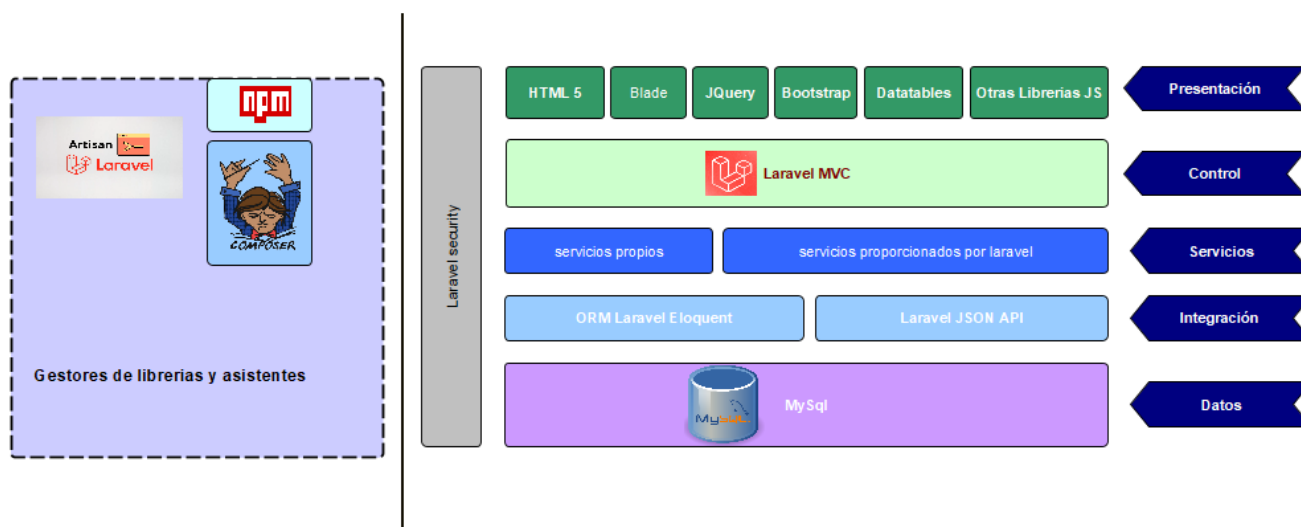 npm
Artisan
Laravel
COMPOSER
Gestores de librerias y asistentes
Laravel security
HTML 5
Blade
JQuery
Bootstrap
Datatables
Otras Librerias JS
Presentación
Laravel MVC
Control
servicios propios
servicios proporcionados por laravel
Servicios
ORM Laravel Eloquent
Laravel JSON API
Integración
MySQL
MySql
Datos